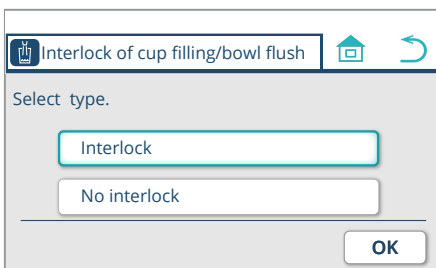 Interlock of cup filling/bowl flush
Select type.
Interlock
No interlock
OK